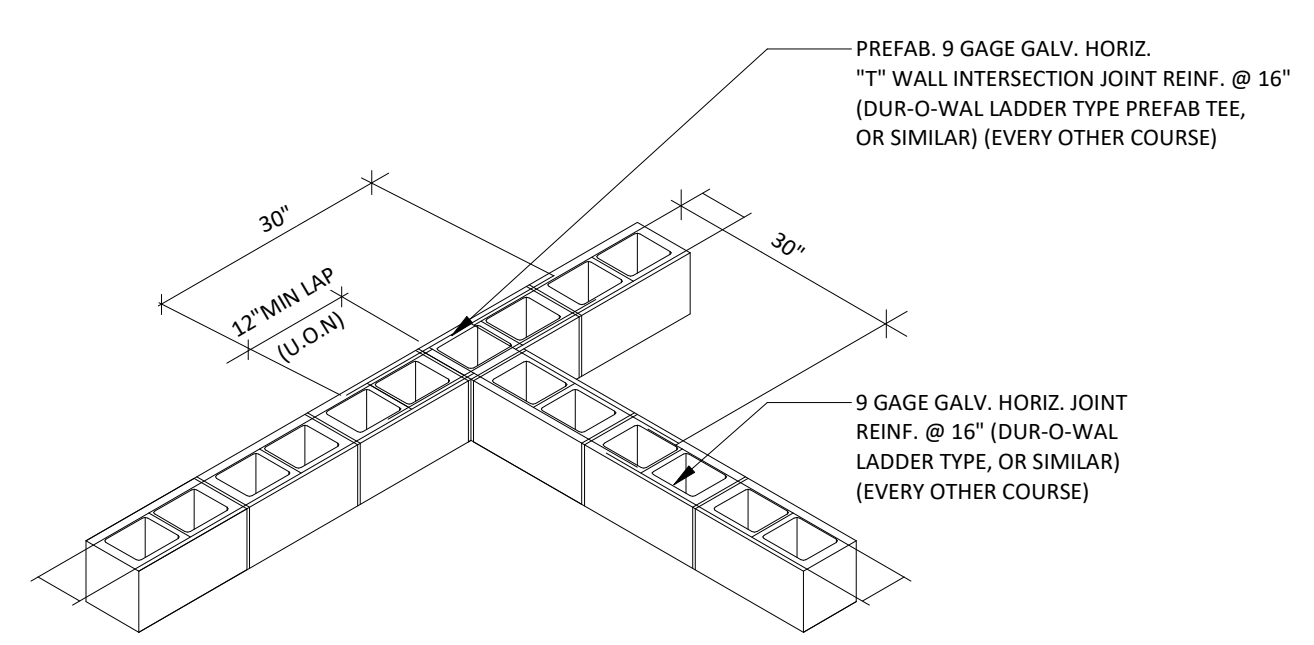 PREFAB. 9 GAGE GALV. HORIZ.
"T" WALL INTERSECTION JOINT REINF. @ 16"
(DUR-O-WAL LADDER TYPE PREFAB TEE,
OR SIMILAR) (EVERY OTHER COURSE)
30"
30"
12"MIN LAP
(U.O.N)
9 GAGE GALV. HORIZ. JOINT
REINF. @ 16" (DUR-O-WAL
LADDER TYPE, OR SIMILAR)
(EVERY OTHER COURSE)